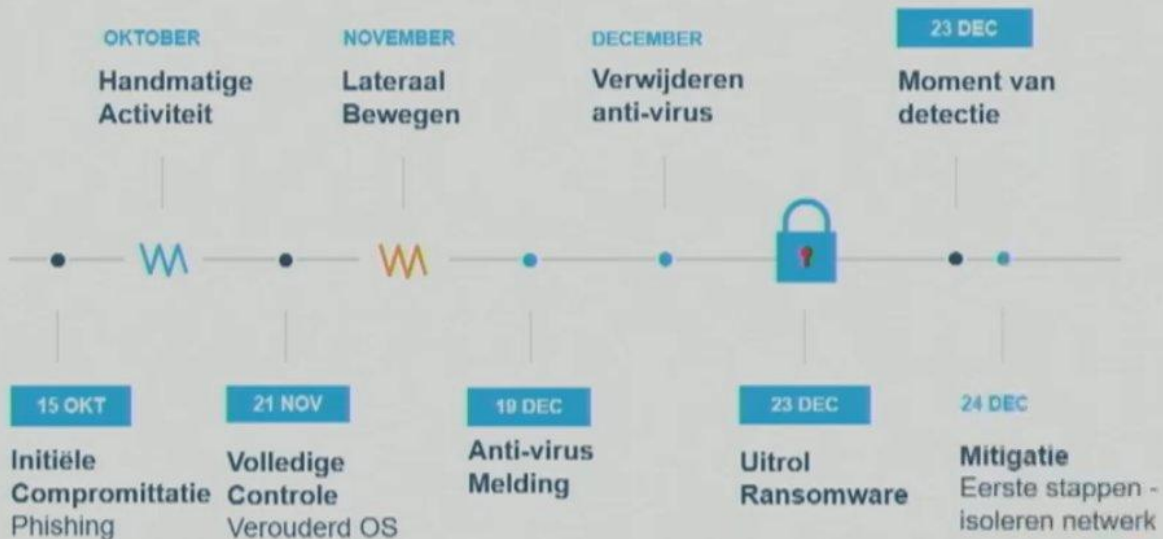 OKTOBER
Handmatige
Activiteit
NOVEMBER
Lateraal
Bewegen
DECEMBER
Verwijderen
anti-virus
23 DEC
Moment van
detectie
15 OKT
Initiële
Compromittatie
Phishing
21 NOV
Volledige
Controle
Verouderd OS
19 DEC
Anti-virus
Melding
23 DEC
Uitrol
Ransomware
24 DEC
Mitigatie
Eerste stappen -
isoleren netwerk